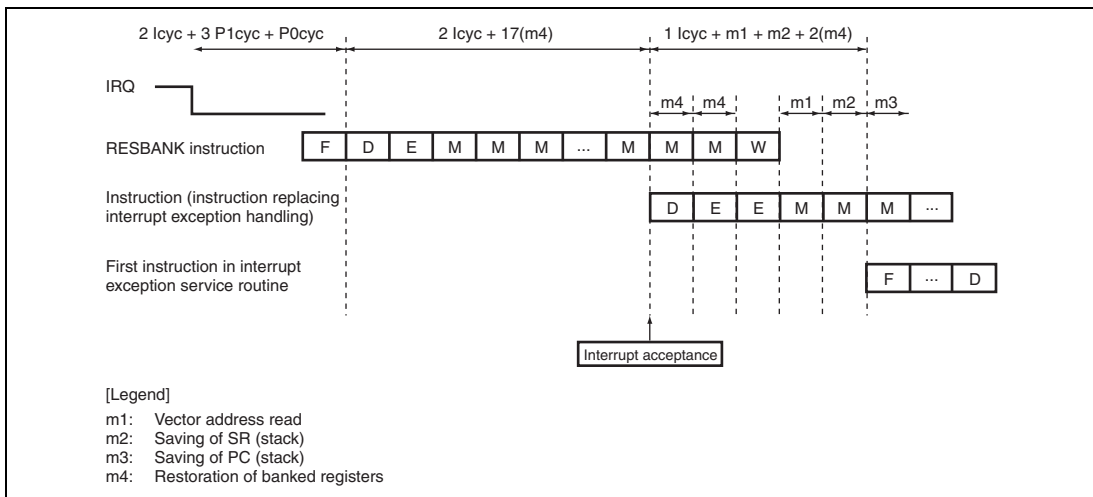 2 Icyc + 3 P1cyc + P0cyc 2 Icyc + 17(m4) 1 Icyc + m1 + m2 + 2(m4)
IRQ
m4 m4 m1 m2 m3
RESBANK instruction F D E M M M ... M M M W
Instruction (instruction replacing
interrupt exception handling) D E E M M M ...
First instruction in interrupt
exception service routine F ... D
Interrupt acceptance
[Legend]
m1: Vector address read
m2: Saving of SR (stack)
m3: Saving of PC (stack)
m4: Restoration of banked registers